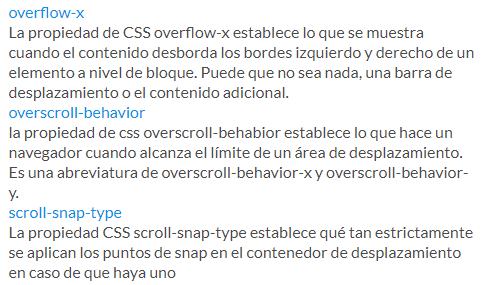 overflow-x
La propiedad de CSS overflow-x establece lo que se muestra
cuando el contenido desborda los bordes izquierdo y derecho de un
elemento a nivel de bloque. Puede que no sea nada, una barra de
desplazamiento o el contenido adicional.
overscroll-behavior
la propiedad de css overscroll-behabior establece lo que hace un
navegador cuando alcanza el límite de un área de desplazamiento.
Es una abreviatura de overscroll-behavior-x y overscroll-behavior-
y.
scroll-snap-type
La propiedad CSS scroll-snap-type establece qué tan estrictamente
se aplican los puntos de snap en el contenedor de desplazamiento
en caso de que haya uno